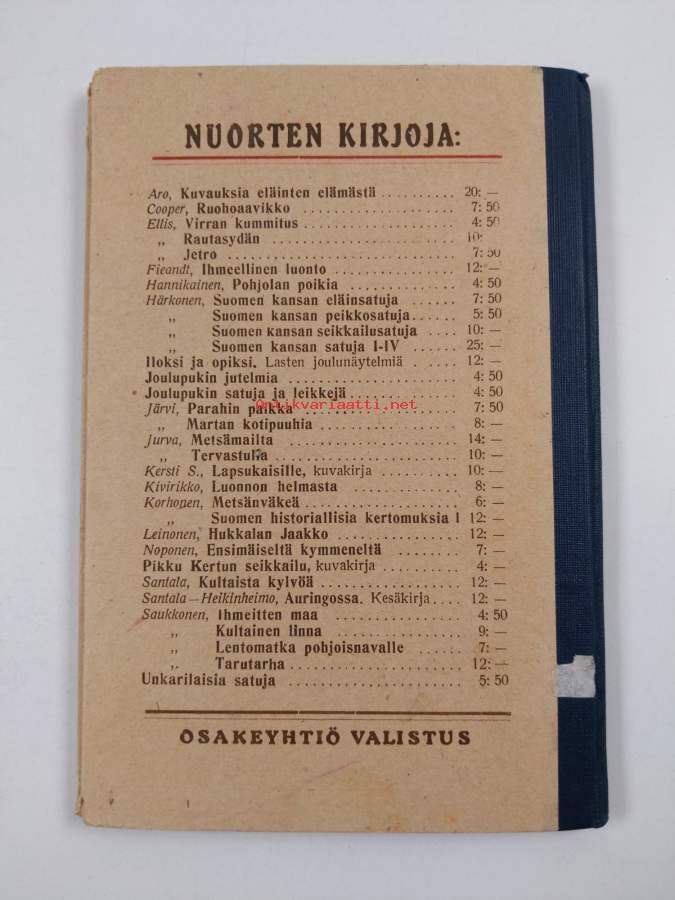 NUORTEN KIRJOJA:
Aro, Kuvauksia eläinten elämästä .......... 20: —
Cooper, Ruohoaavikko .................. 7: 50
Ellis, Virran kummitus .................. 4: 50
„ Rautasydän ...................... 10:
„ Jetro .......................... 7: 50
Fieandt, Ihmeellinen luonto .............. 12: —
Hannikainen, Pohjolan poikia ............ 4: 50
Härkonen, Suomen kansan eläinsatuja .... 7: 50
„ Suomen kansan peikkosatuja...... 5: 50
„ Suomen kansan seikkailusatuja .... 10: —
„ Suomen kansan satuja I-IV ...... 25: —
Iloksi ja opiksi. Lasten joulunäytelmiä . .... 12: —
Joulupukin jutelmia ...................... 4: 50
Joulupukin satuja ja leikkejä .............. 4: 50
Antikvariaatti.net
Järvi, Parahin paikka .................. 7: 50
„ Martan kotipuuhia ................ 8: —
Jurva, Metsämailta .................... 14: —
„ Tervastulia .................... 10: —
Kersti S., Lapsukaisille, kuvakirja ........ 10: —
Kivirikko, Luonnon helmasta ............ 8: —
Korhonen, Metsänväkeä ................ 6: —
„ Suomen historiallisia kertomuksia I 12: —
Leinonen, Hukkalan Jaakko .............. 12: —
Noponen, Ensimäiseltä kymmeneltä ........ 7: —
Pikku Kertun seikkailu, kuvakirja .......... 4: —
Santala, Kultaista kylvöä ................ 12: —
Santala—Heikinheimo, Auringossa. Kesäkirja.... 12: —
Saukkonen, Ihmeitten maa .............. 4: 50
„ Kultainen linna .............. 9: —
„ Lentomatka pohjoisnavalle ...... 7: —
„ Tarutarha .................... 12: —
Unkarilaisia satuja ...................... 5: 50
OSAKEYHTIÖ VALISTUS